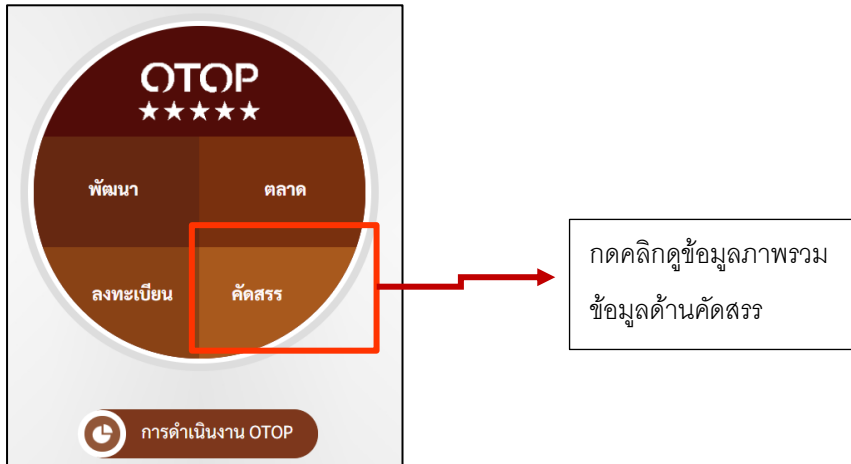 OTOP
พัฒนา
ตลาด
ลงทะเบียน
คัดสรร
การดำเนินงาน OTOP
กดคลิกดูข้อมูลภาพรวม
ข้อมูลด้านคัดสรร